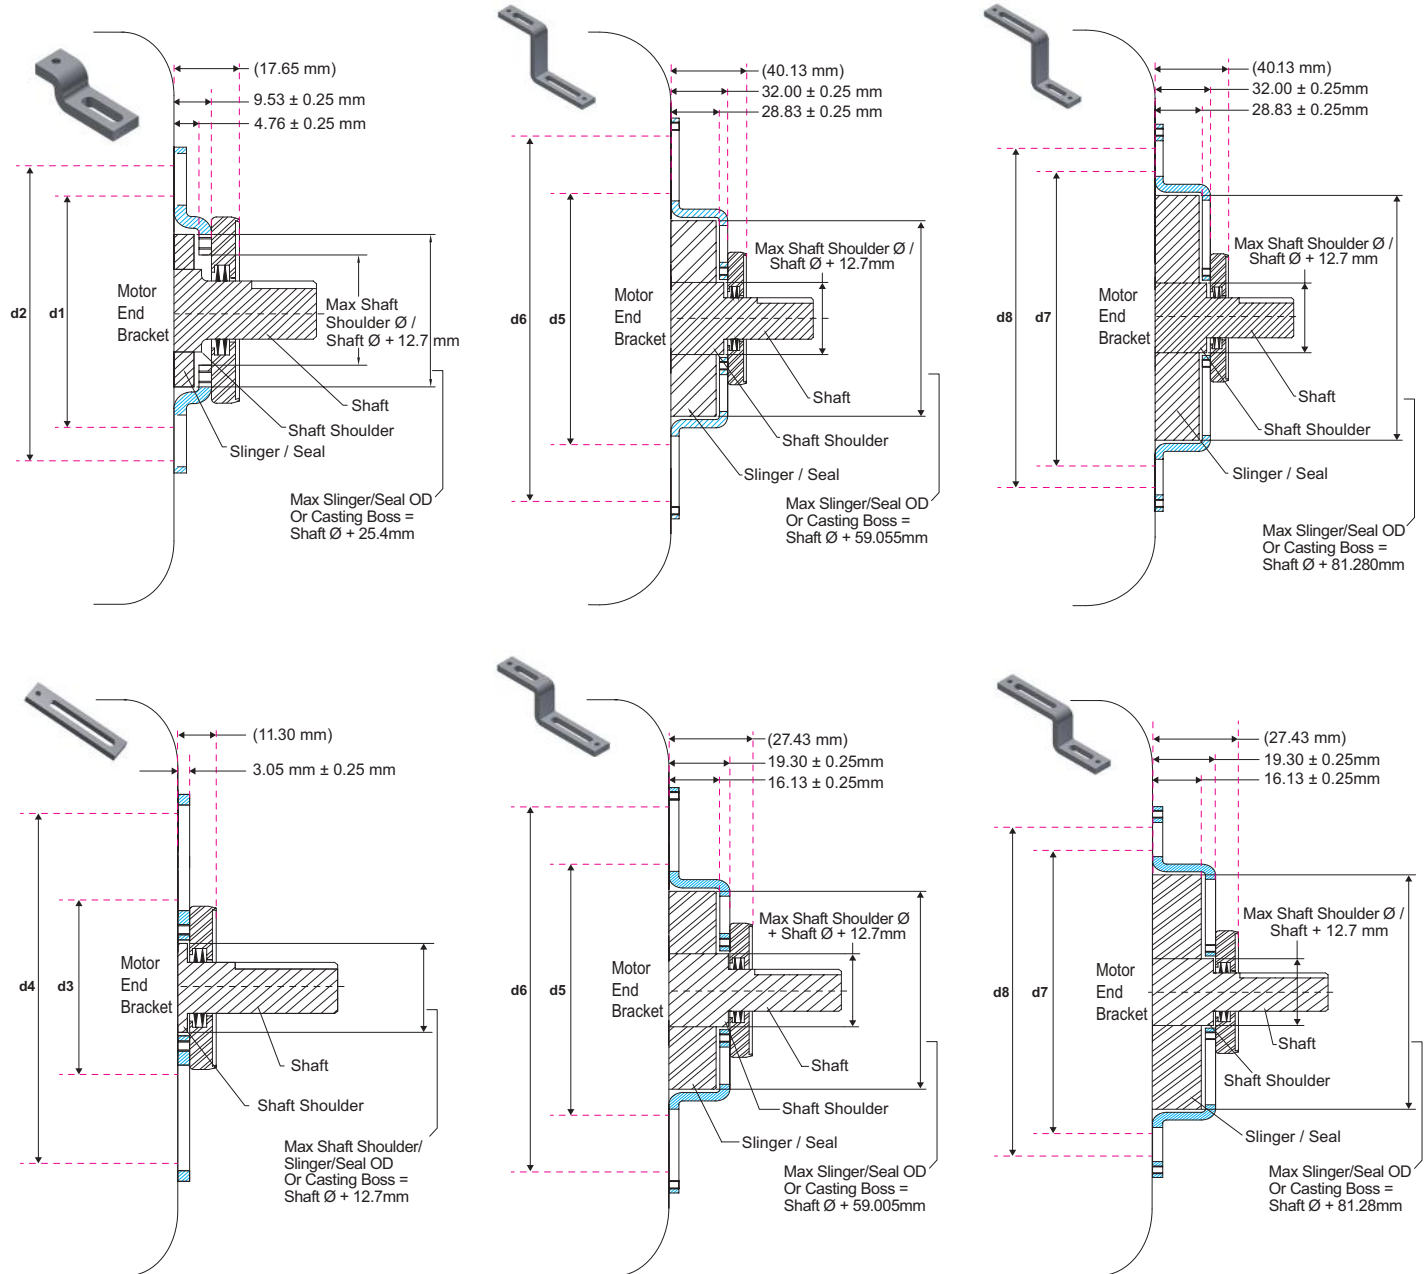 (17.65 mm)
9.53 ± 0.25 mm
4.76 ± 0.25 mm
d2
d1
Motor
End
Bracket
Max Shaft
Shoulder Ø /
Shaft Ø + 12.7 mm
Shaft
Shaft Shoulder
Slinger / Seal
Max Slinger/Seal OD
Or Casting Boss =
Shaft Ø + 25.4mm
(40.13 mm)
32.00 ± 0.25 mm
28.83 ± 0.25 mm
d6
d5
Motor
End
Bracket
Max Shaft Shoulder Ø /
Shaft Ø + 12.7mm
Shaft
Shaft Shoulder
Slinger / Seal
Max Slinger/Seal OD
Or Casting Boss =
Shaft Ø + 59.055mm
(40.13 mm)
32.00 ± 0.25mm
28.83 ± 0.25mm
d8
d7
Motor
End
Bracket
Max Shaft Shoulder Ø /
Shaft Ø + 12.7 mm
Shaft
Shaft Shoulder
Slinger / Seal
Max Slinger/Seal OD
Or Casting Boss =
Shaft Ø + 81.280mm
(11.30 mm)
3.05 mm ± 0.25 mm
d4
d3
Motor
End
Bracket
Shaft
Shaft Shoulder
Max Shaft Shoulder/
Slinger/Seal OD
Or Casting Boss =
Shaft Ø + 12.7mm
(27.43 mm)
19.30 ± 0.25mm
16.13 ± 0.25mm
d6
d5
Motor
End
Bracket
Max Shaft Shoulder Ø
+ Shaft Ø + 12.7mm
Shaft
Shaft Shoulder
Slinger / Seal
Max Slinger/Seal OD
Or Casting Boss =
Shaft Ø + 59.005mm
(27.43 mm)
19.30 ± 0.25mm
16.13 ± 0.25mm
d8
d7
Motor
End
Bracket
Max Shaft Shoulder Ø /
Shaft + 12.7 mm
Shaft
Shaft Shoulder
Slinger / Seal
Max Slinger/Seal OD
Or Casting Boss =
Shaft Ø + 81.28mm